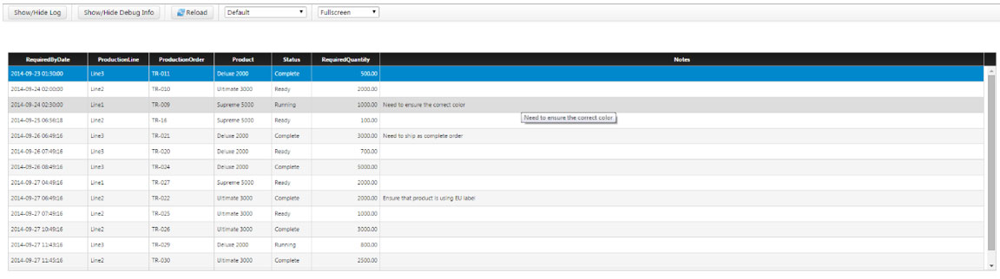 Show/Hide Log Show/Hide Debug Info Reload Default Fullscreen
RequiredByDate ProductionLine ProductionOrder Product Status RequiredQuantity Notes
2014-09-23 01:30:00 Line3 TR-011 Deluxe 2000 Complete 500.00
2014-09-24 02:00:00 Line2 TR-010 Ultimate 3000 Ready 2000.00
2014-09-24 02:30:00 Line1 TR-009 Supreme 5000 Running 1000.00 Need to ensure the correct color
Need to ensure the correct color
2014-09-25 06:56:18 Line2 TR-16 Supreme 5000 Ready 100.00
2014-09-26 06:49:16 Line3 TR-021 Deluxe 2000 Complete 3000.00 Need to ship as complete order
2014-09-26 07:49:16 Line3 TR-020 Deluxe 2000 Ready 700.00
2014-09-26 08:49:16 Line3 TR-024 Deluxe 2000 Complete 5000.00
2014-09-27 04:49:16 Line1 TR-027 Supreme 5000 Ready 2000.00
2014-09-27 06:49:16 Line2 TR-022 Ultimate 3000 Complete 2000.00 Ensure that product is using EU label
2014-09-27 07:49:16 Line2 TR-025 Ultimate 3000 Ready 1000.00
2014-09-27 10:49:16 Line2 TR-026 Ultimate 3000 Complete 3000.00
2014-09-27 11:43:16 Line3 TR-029 Deluxe 2000 Running 800.00
2014-09-27 11:45:16 Line2 TR-030 Ultimate 3000 Complete 2500.00